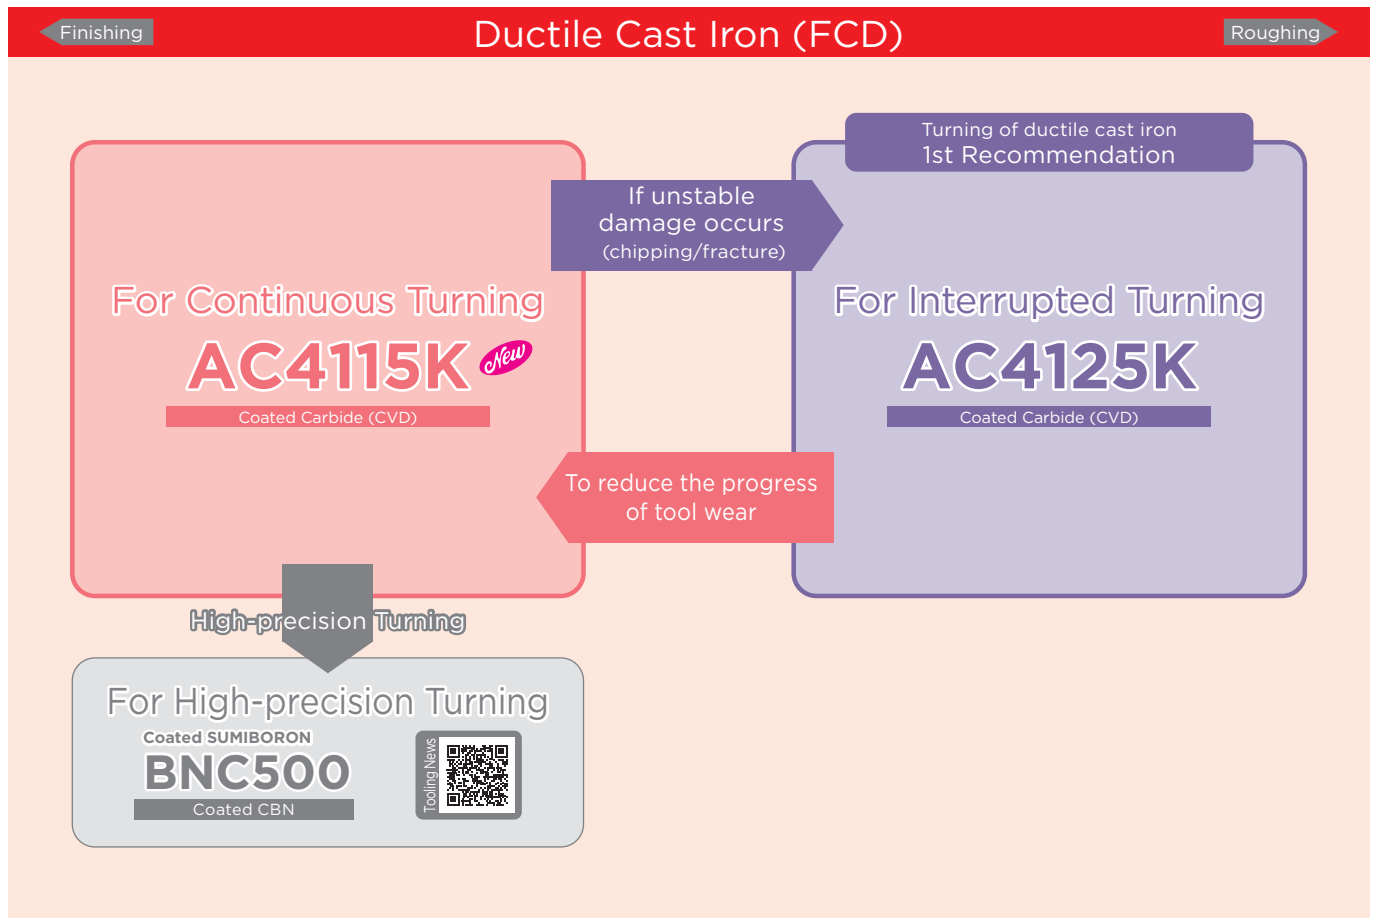 Finishing
Ductile Cast Iron (FCD)
Roughing
Turning of ductile cast iron
1st Recommendation
If unstable
damage occurs
(chipping/fracture)
For Continuous Turning
AC4115K New
Coated Carbide (CVD)
For Interrupted Turning
AC4125K
Coated Carbide (CVD)
To reduce the progress
of tool wear
High-precision Turning
For High-precision Turning
Coated SUMIBORON
BNC500
Coated CBN
Tooling News